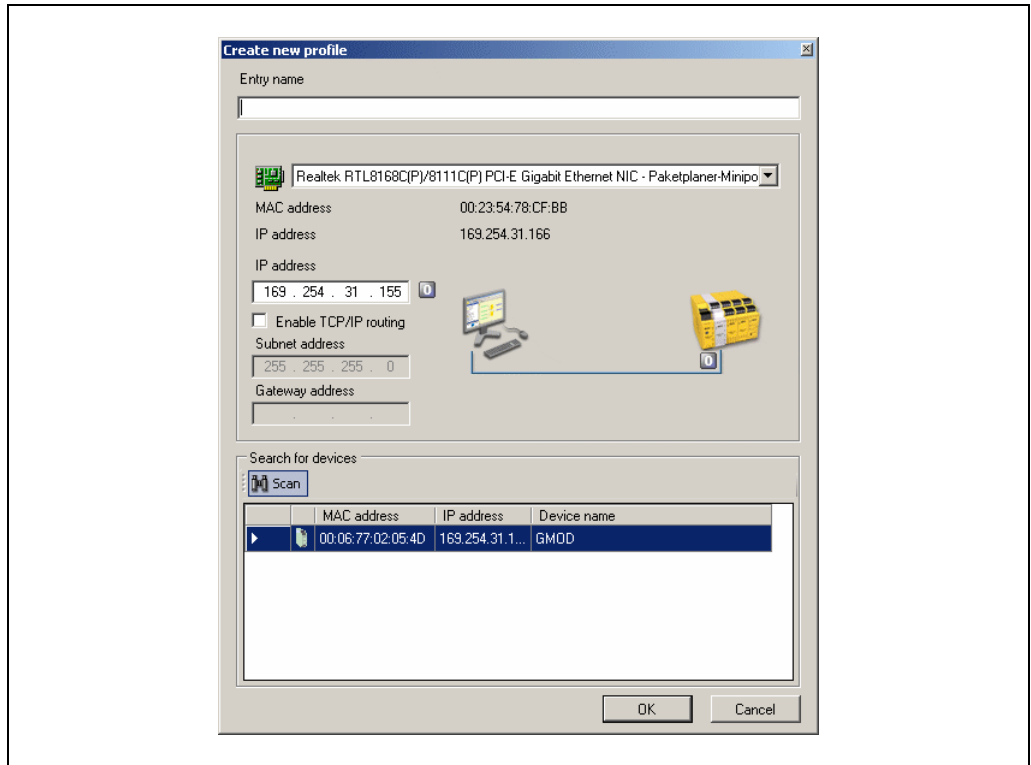 Create new profile
Entry name
Realtek RTL8168C(P)/8111C(P) PCI-E Gigabit Ethernet NIC - Paketplaner-Minipo
MAC address 00:23:54:78:CF:BB
IP address 169.254.31.166
IP address
169 . 254 . 31 . 155 0
Enable TCP/IP routing
Subnet address
255 . 255 . 255 . 0
0
Gateway address
. . .
Search for devices
Scan
MAC address IP address Device name
00:06:77:02:05:4D 169.254.31.1... GMOD
OK Cancel